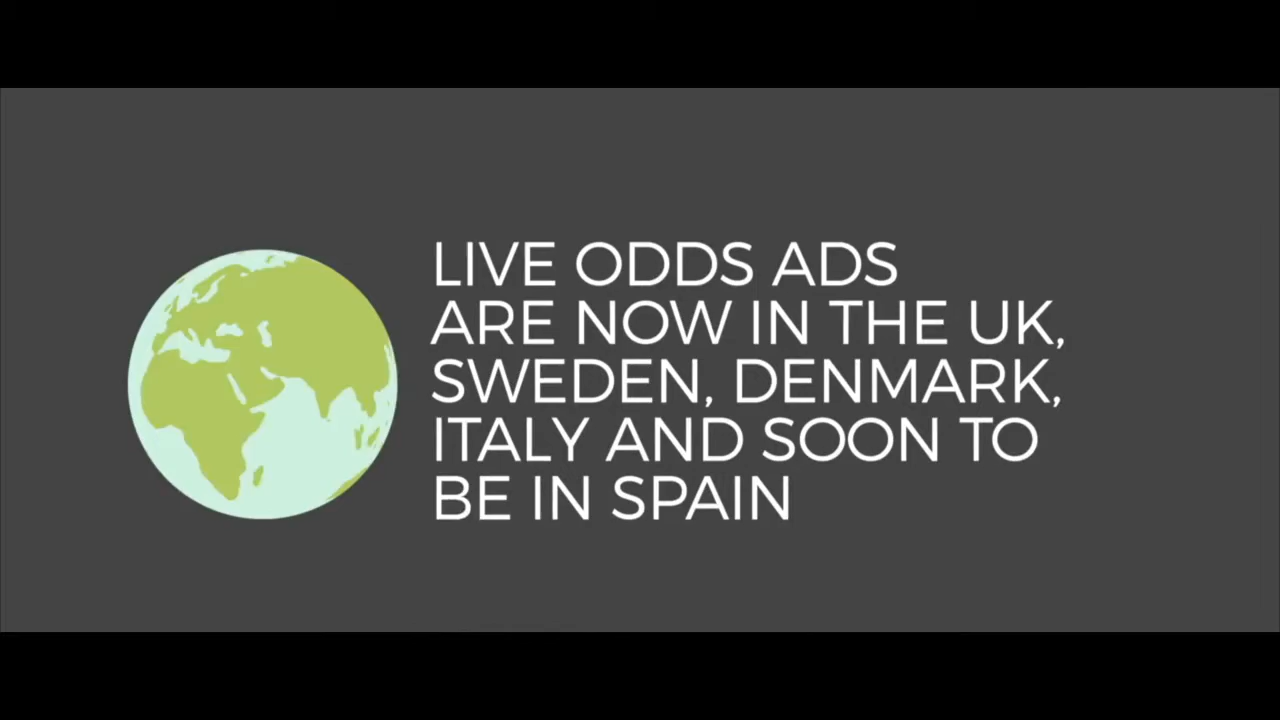 LIVE ODDS ADS
ARE NOW IN THE UK,
SWEDEN, DENMARK,
ITALY AND SOON TO
BE IN SPAIN